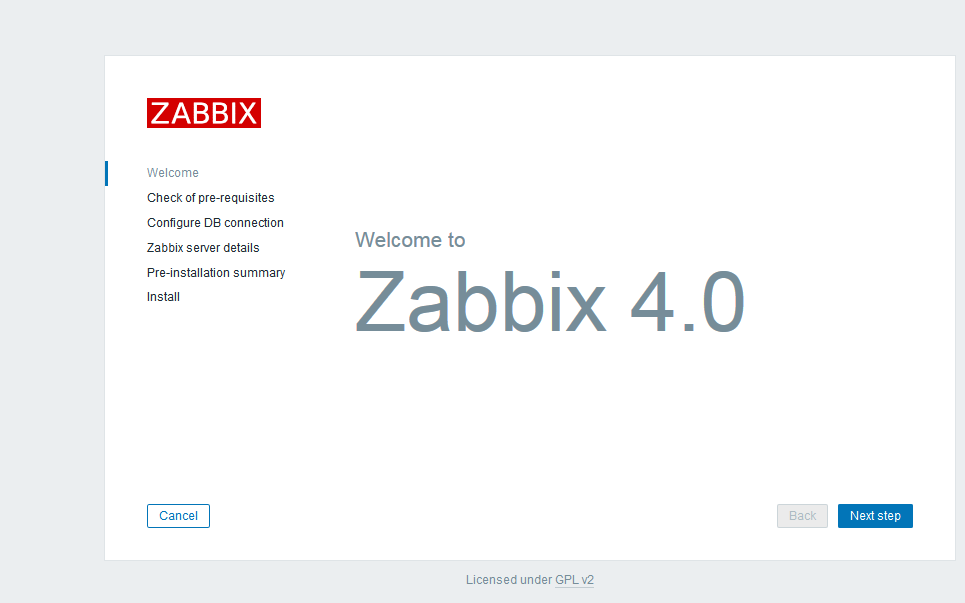 ZABBIX
Welcome
Check of pre-requisites
Configure DB connection
Zabbix server details
Pre-installation summary
Install
Welcome to
Zabbix 4.0
Cancel
Back
Next step
Licensed under GPL v2